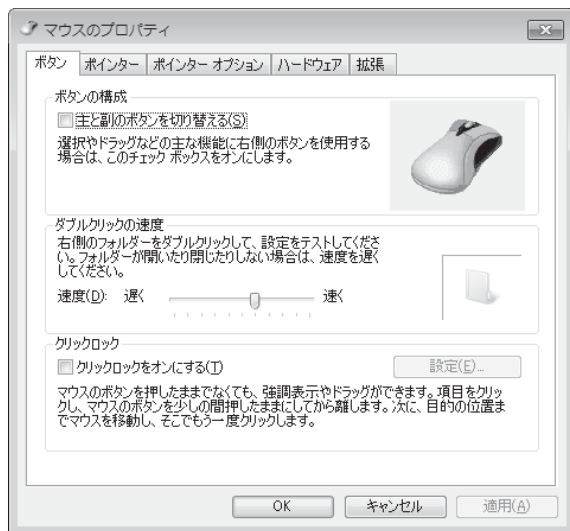 マウスのプロパティ
ボタン ポインター ポインター オプション ハードウェア 拡張
ボタンの構成
主と副のボタンを切り替える(S)
選択やドラッグなどの主な機能に右側のボタンを使用する
場合は、このチェック ボックスをオンにします。
ダブルクリックの速度
右側のフォルダーをダブルクリックして、設定をテストしてくださ
い。フォルダーが開いたり閉じたりしない場合は、速度を遅く
してください。
速度(D): 遅く 速く
クリックロック
クリックロックをオンにする(T) 設定(E)...
マウスのボタンを押したままでなくても、強調表示やドラッグができます。項目をクリッ
クし、マウスのボタンを少しの間押したままにしてから離します。次に、目的の位置ま
でマウスを移動し、そこでもう一度クリックします。
OK キャンセル 適用(A)